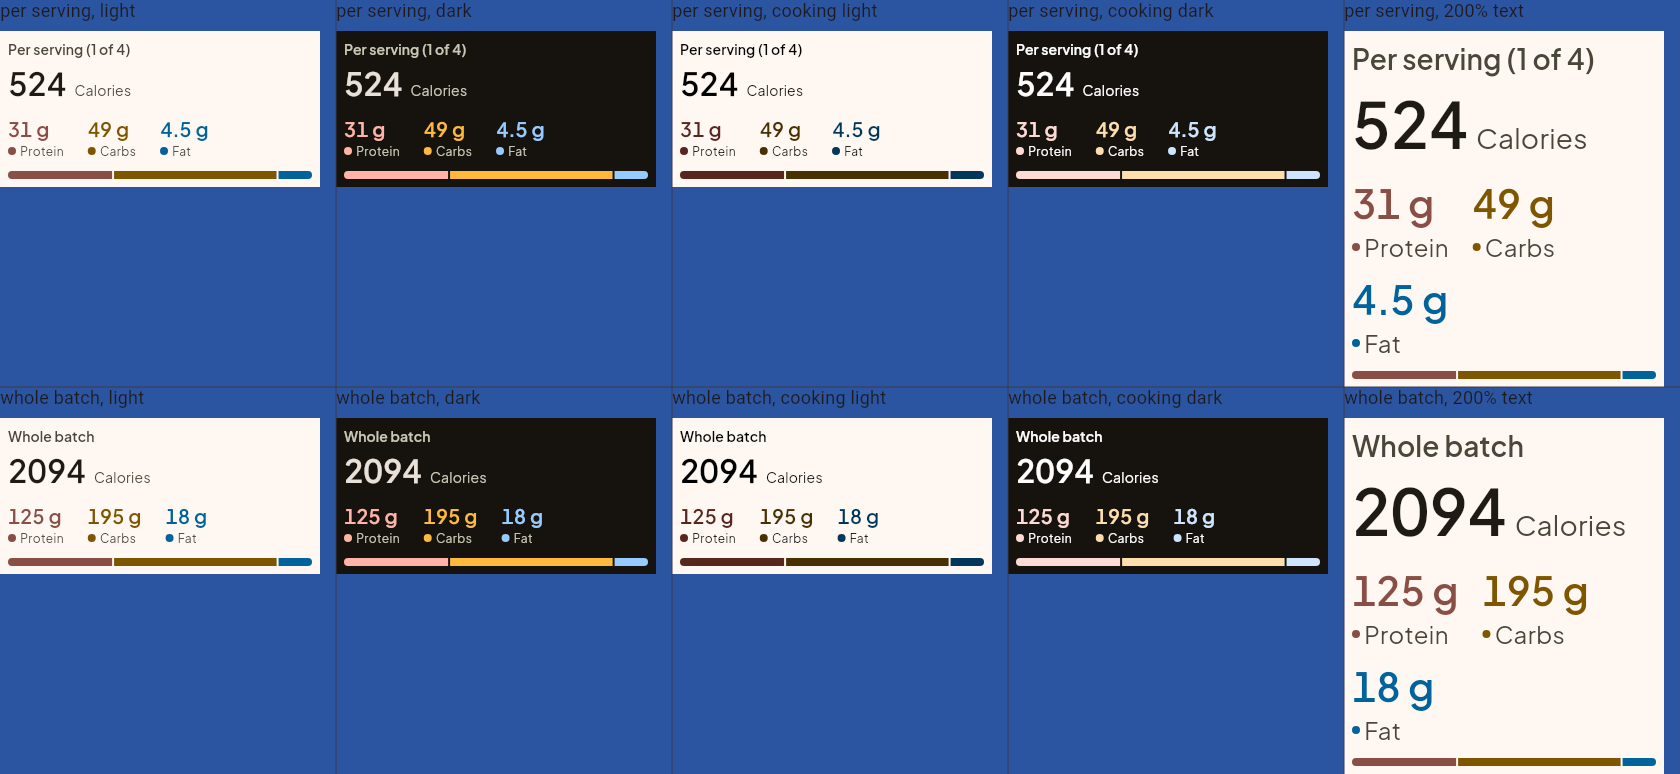 per serving, light
Per serving (1 of 4)
524 Calories
31 g 49 g 4.5 g
Protein Carbs Fat
per serving, dark
Per serving (1 of 4)
524 Calories
31 g 49 g 4.5 g
Protein Carbs Fat
per serving, cooking light
Per serving (1 of 4)
524 Calories
31 g 49 g 4.5 g
Protein Carbs Fat
per serving, cooking dark
Per serving (1 of 4)
524 Calories
31 g 49 g 4.5 g
Protein Carbs Fat
per serving, 200% text
Per serving (1 of 4)
524 Calories
31 g 49 g
Protein Carbs
4.5 g
Fat
whole batch, light
Whole batch
2094 Calories
125 g 195 g 18 g
Protein Carbs Fat
whole batch, dark
Whole batch
2094 Calories
125 g 195 g 18 g
Protein Carbs Fat
whole batch, cooking light
Whole batch
2094 Calories
125 g 195 g 18 g
Protein Carbs Fat
whole batch, cooking dark
Whole batch
2094 Calories
125 g 195 g 18 g
Protein Carbs Fat
whole batch, 200% text
Whole batch
2094 Calories
125 g 195 g
Protein Carbs
18 g
Fat